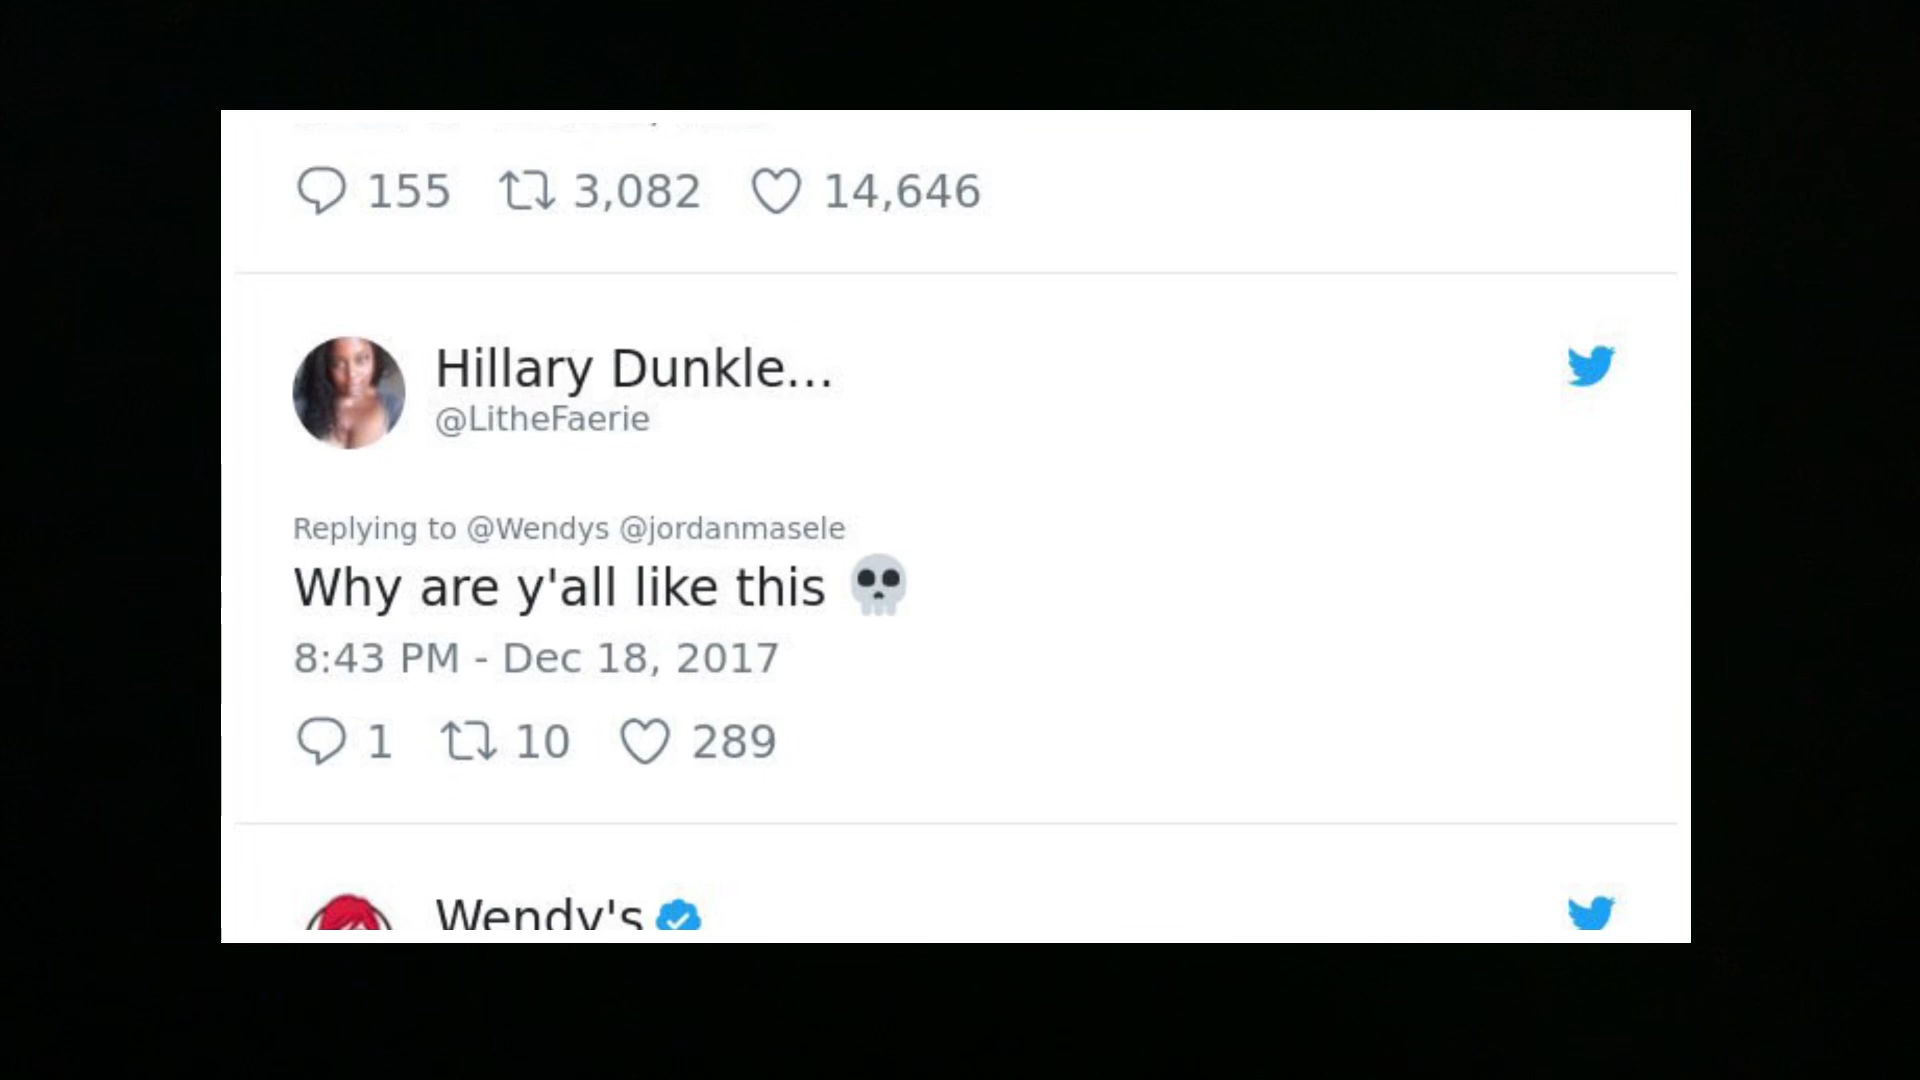 155 3,082 14,646
Hillary Dunkle...
@LitheFaerie
Replying to @Wendys @jordanmasele
Why are y'all like this 💀
8:43 PM - Dec 18, 2017
1 10 289
Wendy's